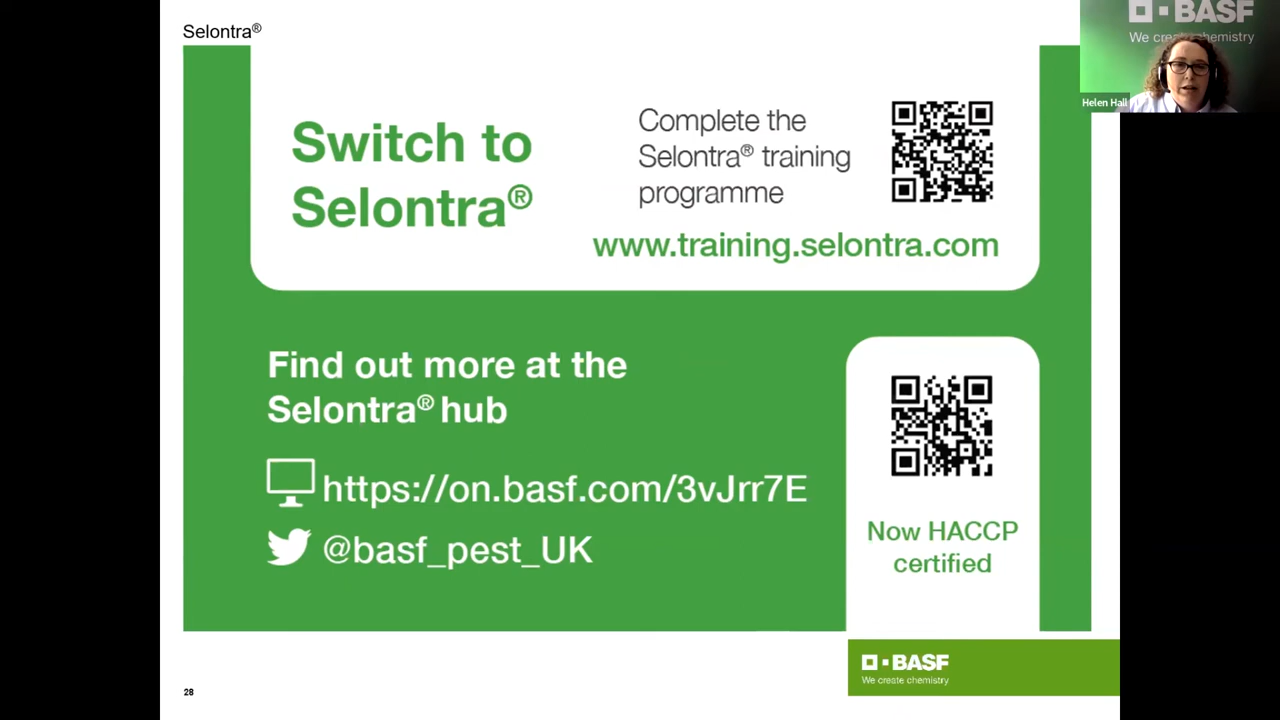 Selontra®
BASF
We create chemistry
Helen Hall
Switch to
Selontra®
Complete the
Selontra® training
programme
www.training.selontra.com
Find out more at the
Selontra® hub
https://on.basf.com/3vJrr7E
@basf_pest_UK
Now HACCP
certified
BASF
We create chemistry
28